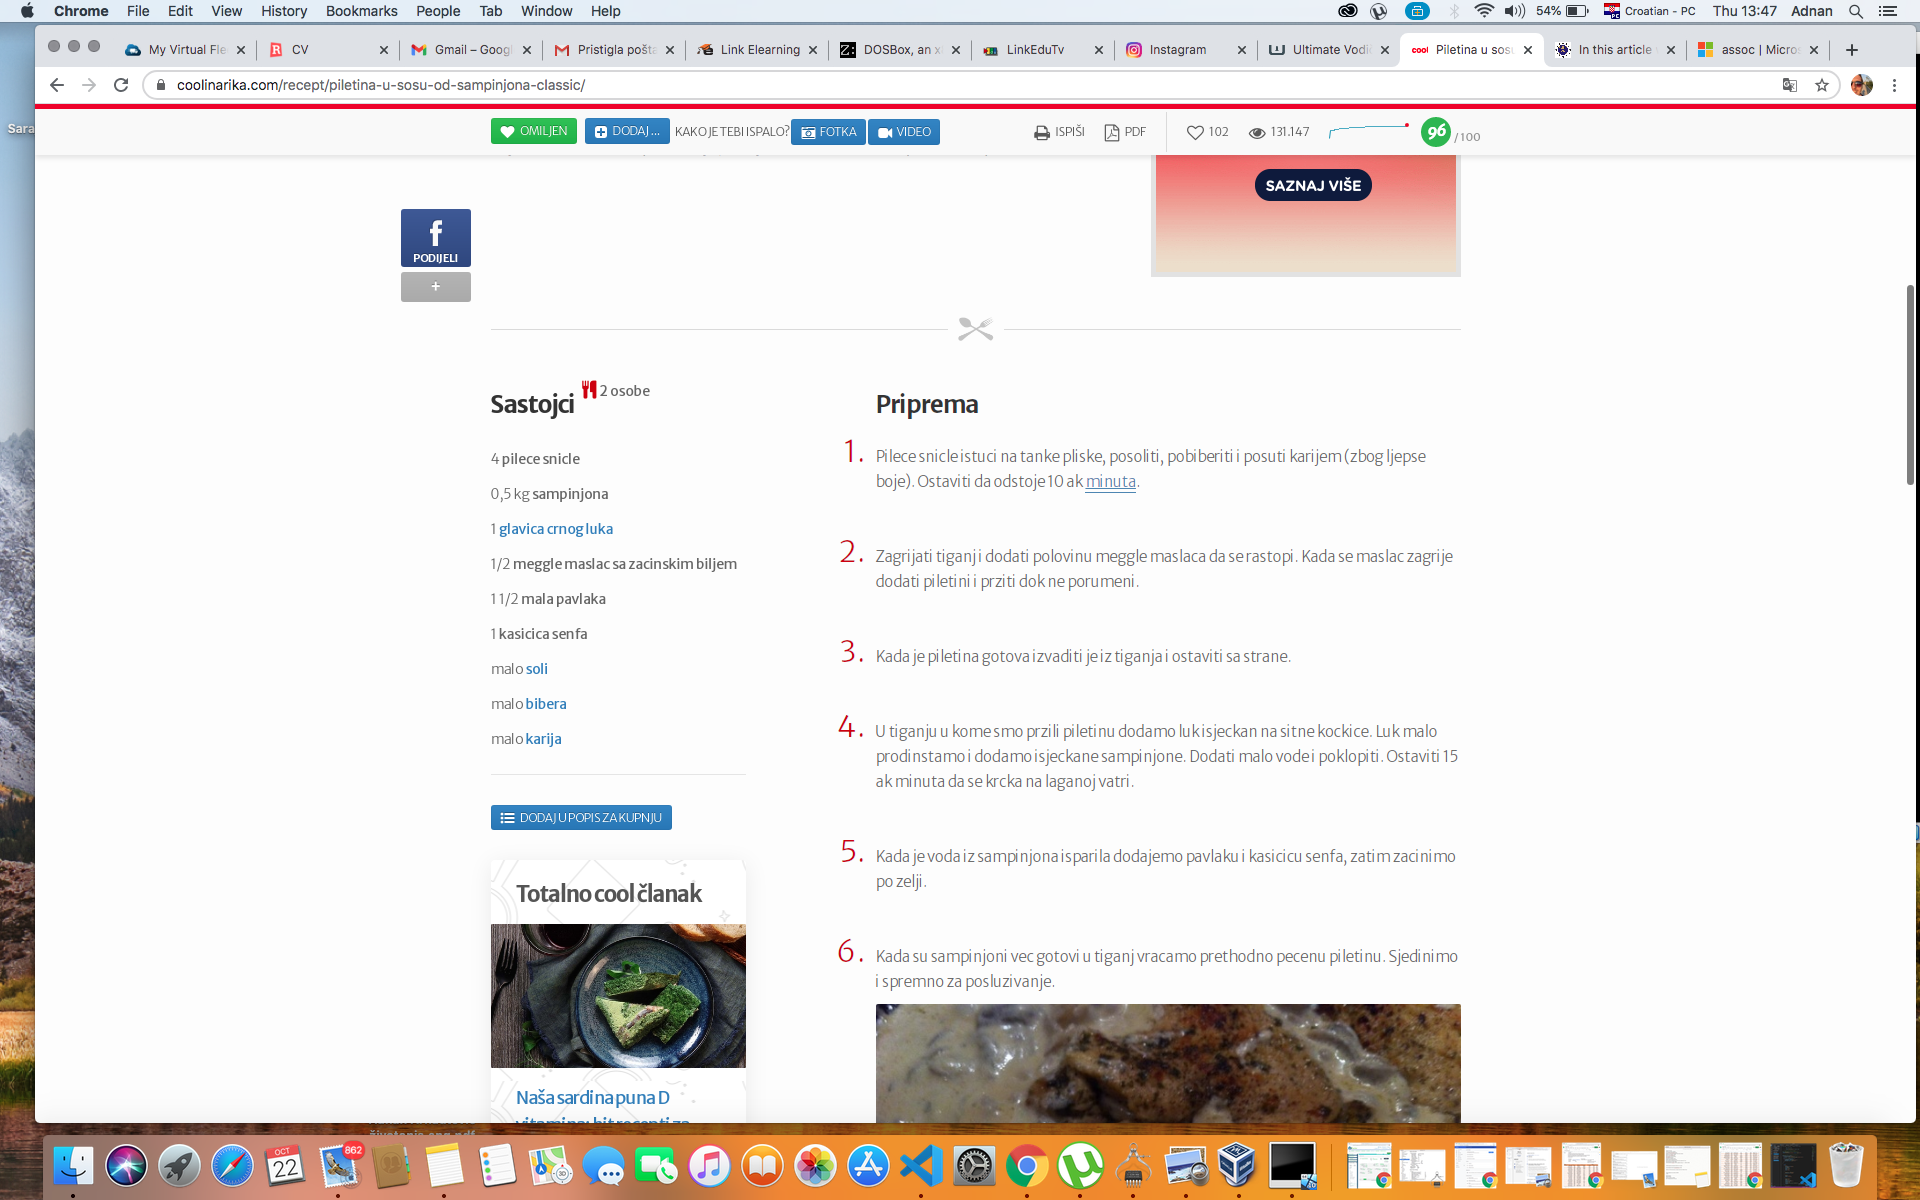 Chrome File Edit View History Bookmarks People Tab Window Help 54% Croatian - PC Thu 13:47 Adnan
My Virtual Fle CV Gmail – Googl Pristigla pošta Link Elearning DOSBox, an x LinkEduTv Instagram Ultimate Vodi Piletina u sosu In this article assoc | Micros
coolinarika.com/recept/piletina-u-sosu-od-sampinjona-classic/
Sara
OMILJEN DODAJ ... KAKO JE TEBI ISPALO? FOTKA VIDEO ISPIŠI PDF 102 131.147 96 / 100
SAZNAJ VIŠE
PODIJELI
+
Sastojci 2 osobe
4 pilece snicle
0,5 kg sampinjona
1 glavica crnog luka
1/2 meggle maslac sa zacinskim biljem
1 1/2 mala pavlaka
1 kasicica senfa
malo soli
malo bibera
malo karija
DODAJ U POPIS ZA KUPNJU
Totalno cool članak
Naša sardina puna D
Priprema
1. Pilece snicle istuci na tanke pliske, posoliti, pobiberiti i posuti karijem (zbog ljepse
boje). Ostaviti da odstoje 10 ak minuta.
2. Zagrijati tiganj i dodati polovinu meggle maslaca da se rastopi. Kada se maslac zagrije
dodati piletini i prziti dok ne porumeni.
3. Kada je piletina gotova izvaditi je iz tiganja i ostaviti sa strane.
4. U tiganju u kome smo przili piletinu dodamo luk isjeckan na sitne kockice. Luk malo
prodinstamo i dodamo isjeckane sampinjone. Dodati malo vode i poklopiti. Ostaviti 15
ak minuta da se krcka na laganoj vatri.
5. Kada je voda iz sampinjona isparila dodajemo pavlaku i kasicicu senfa, zatim zacinimo
po zelji.
6. Kada su sampinjoni vec gotovi u tiganj vracamo prethodno pecenu piletinu. Sjedinimo
i spremno za posluzivanje.
OCT
22
862